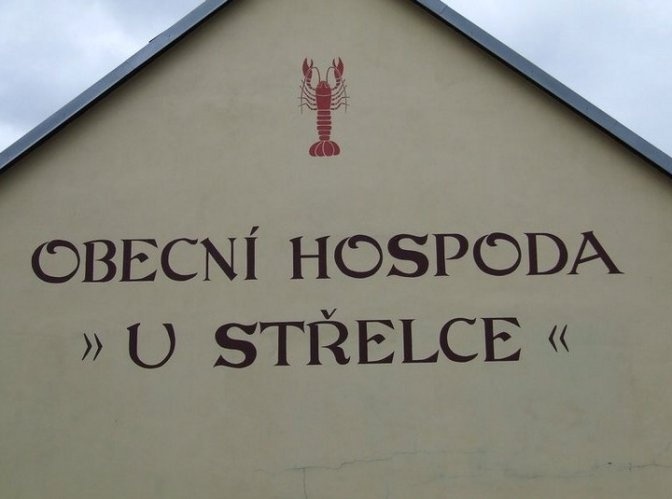 OBECNÍ HOSPODA
» U STŘELCE «